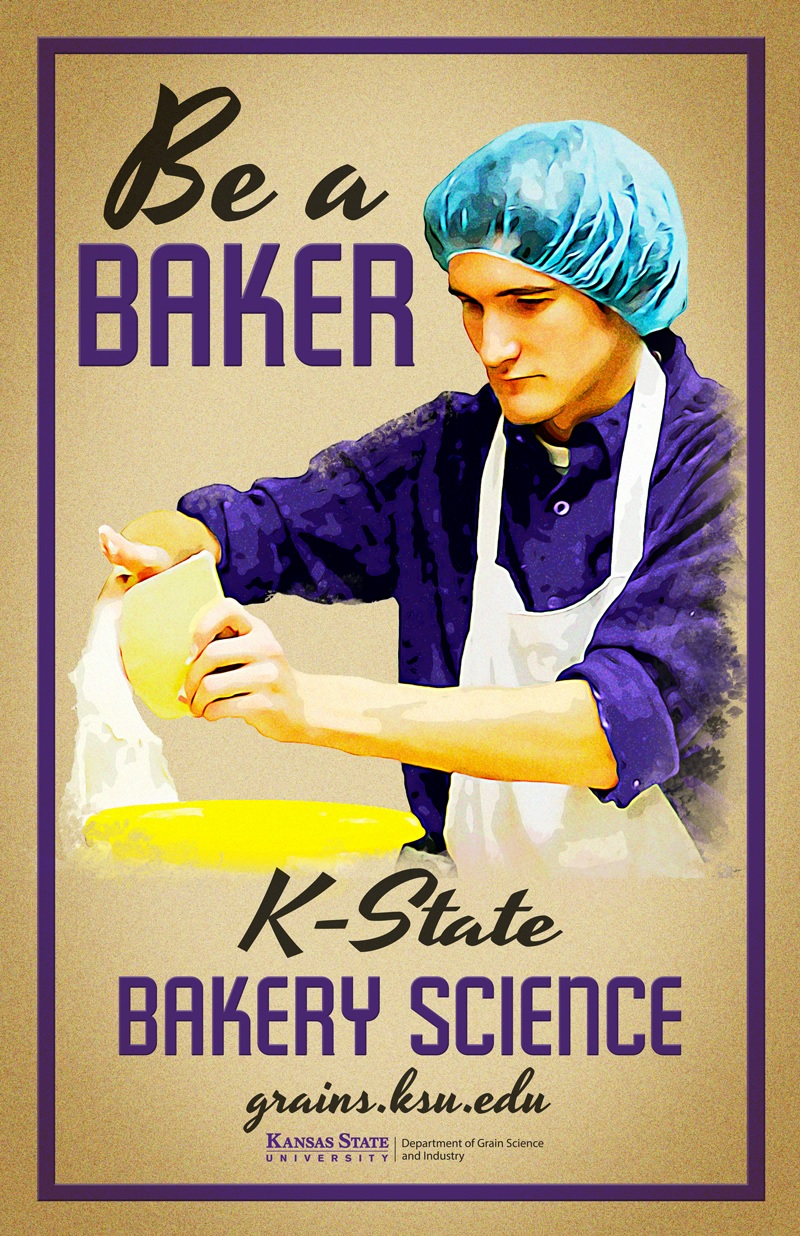 Be a
BAKER
K-State
BAKERY SCIENCE
grains.ksu.edu
KANSAS STATE
UNIVERSITY
Department of Grain Science
and Industry